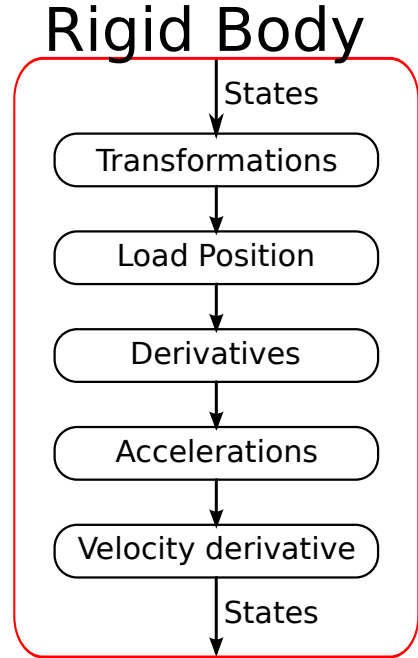 Rigid Body
States
Transformations
Load Position
Derivatives
Accelerations
Velocity derivative
States